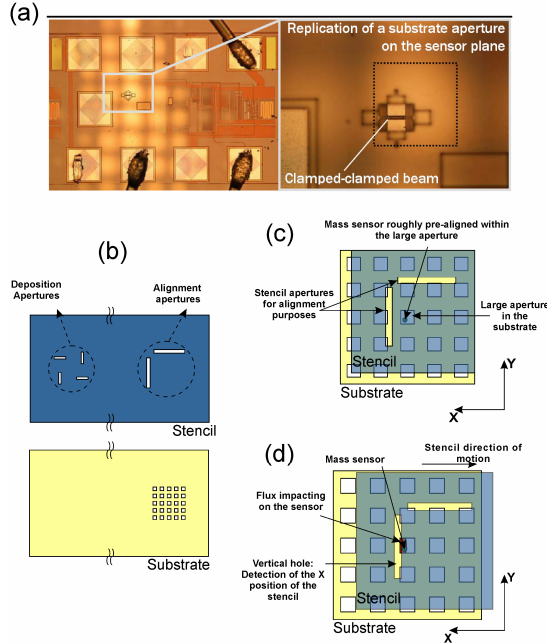 (a)
Replication of a substrate aperture
on the sensor plane
Clamped-clamped beam
(b)
Deposition
Apertures
Alignment
apertures
Stencil
Substrate
(c)
Mass sensor roughly pre-aligned within
the large aperture
Stencil apertures
for alignment
purposes
Large aperture
in the
substrate
Stencil
Substrate
Y
X
(d)
Stencil direction of
motion
Mass sensor
Flux impacting
on the sensor
Vertical hole:
Detection of the X
position of the
stencil
Stencil
Substrate
Y
X